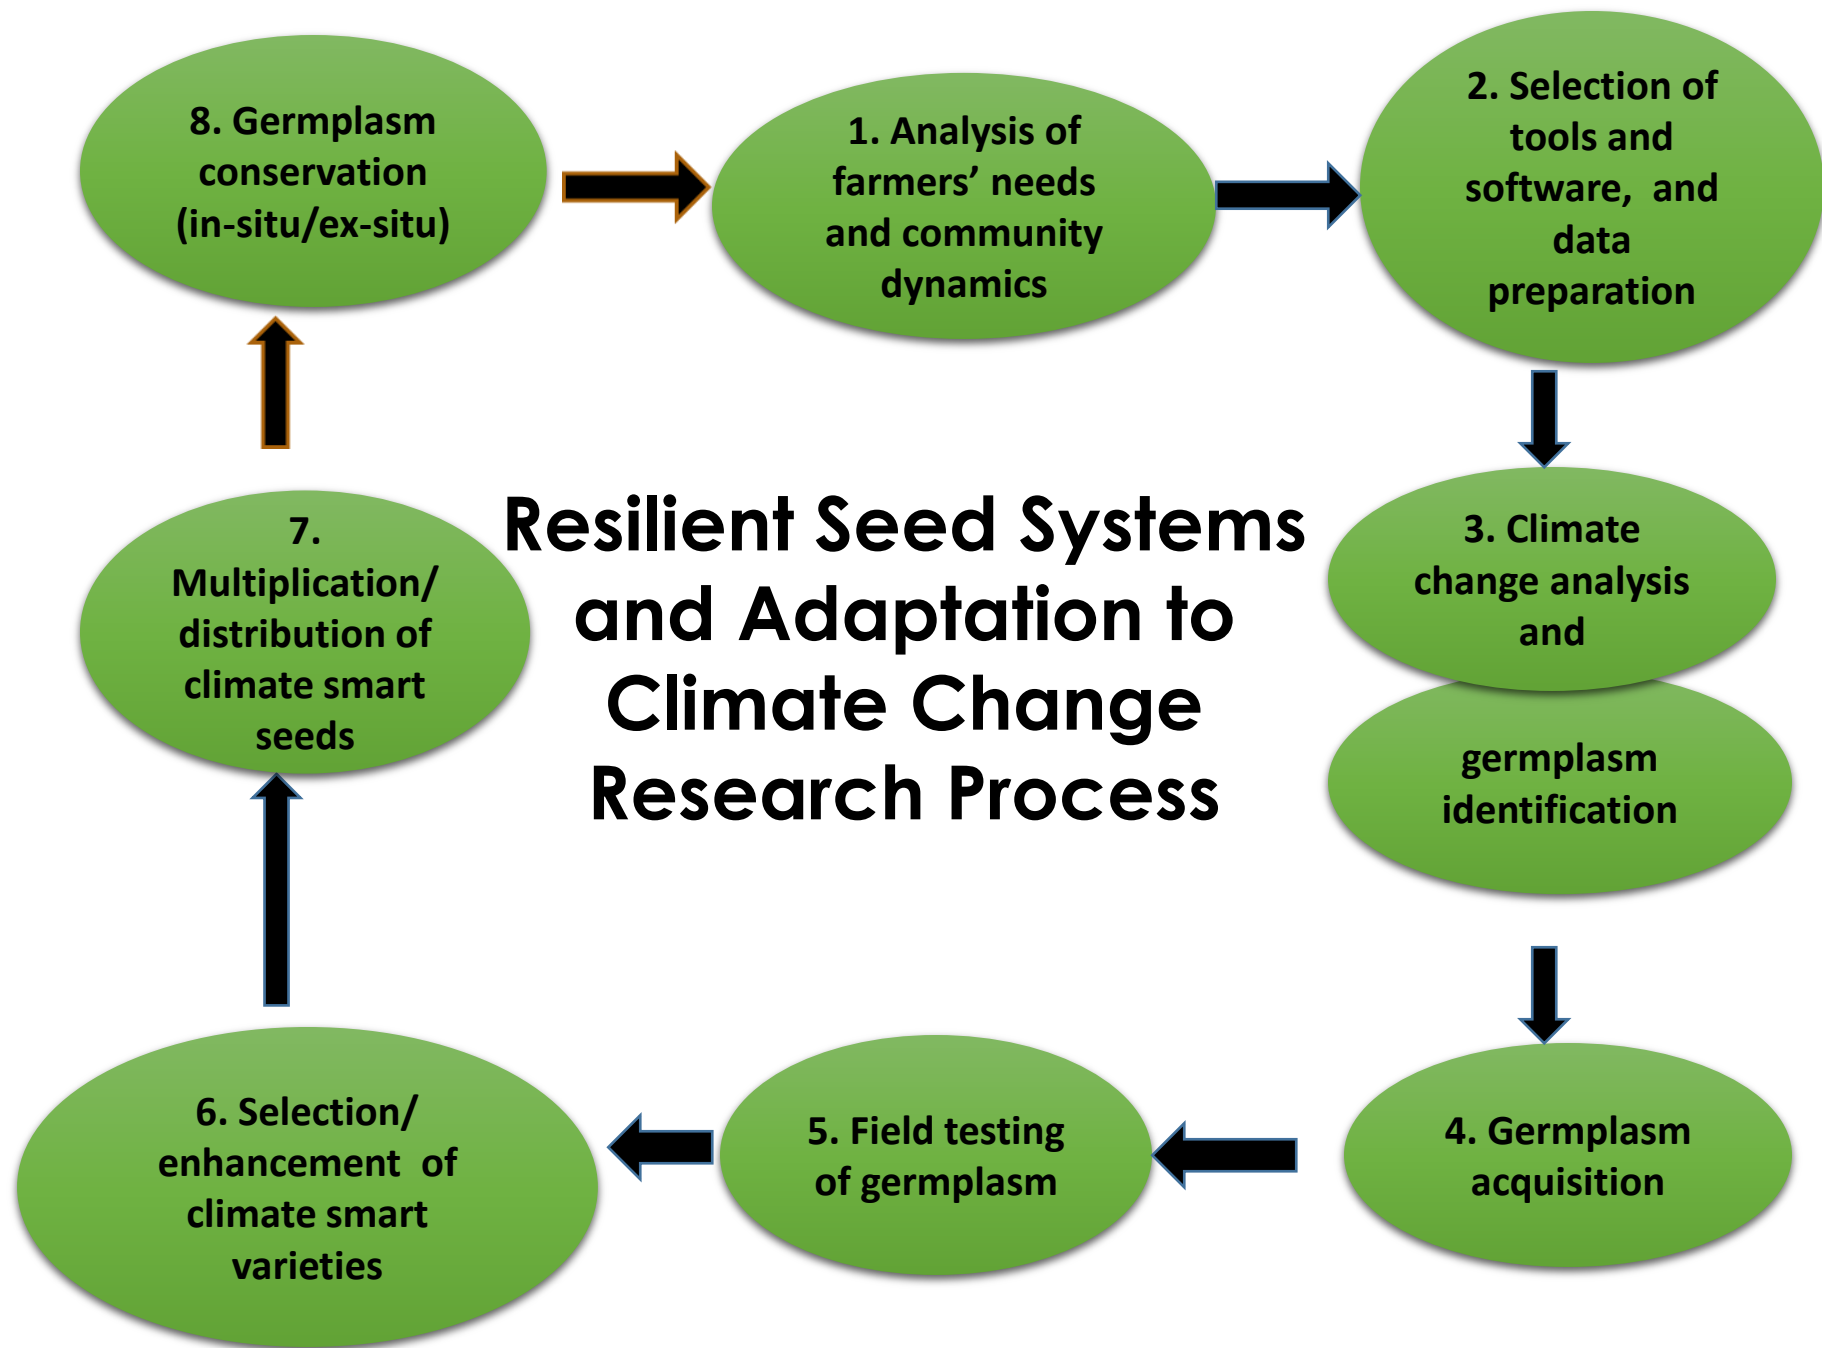 8. Germplasm
conservation
(in-situ/ex-situ)
1. Analysis of
farmers’ needs
and community
dynamics
2. Selection of
tools and
software,  and
data
preparation
3. Climate
change analysis
and
germplasm
identification
4. Germplasm
acquisition
5. Field testing
of germplasm
6. Selection/
enhancement  of
climate smart
varieties
7.
Multiplication/
distribution of
climate smart
seeds
Resilient Seed Systems
and Adaptation to
Climate Change
Research Process